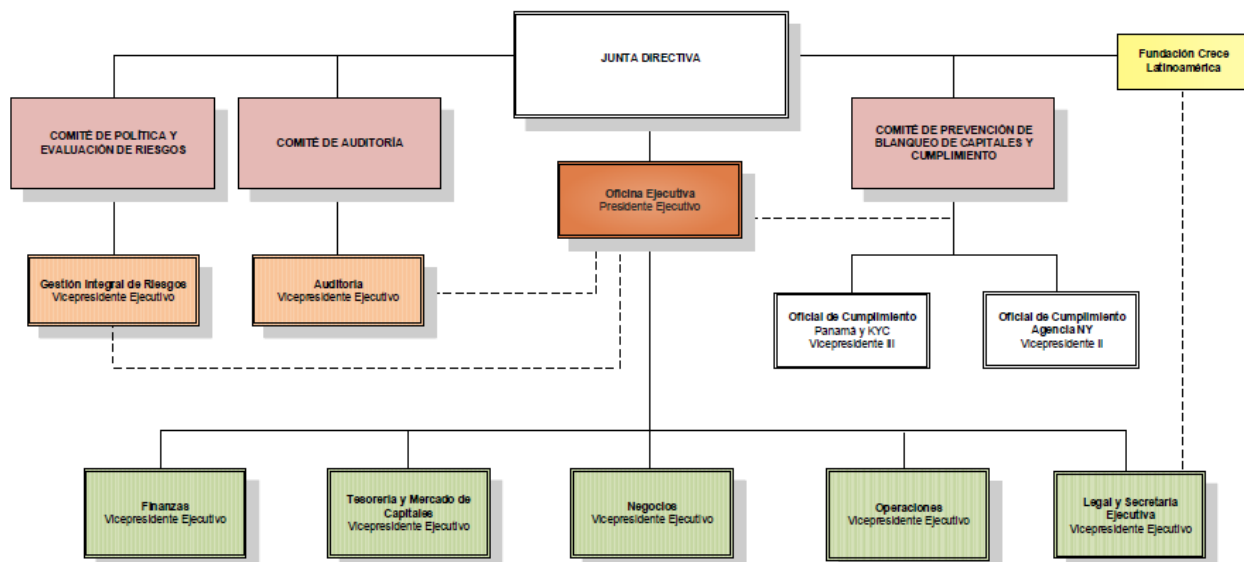 JUNTA DIRECTIVA
Fundación Crece
Latinoamérica
COMITÉ DE POLÍTICA Y
EVALUACIÓN DE RIESGOS
COMITÉ DE AUDITORÍA
COMITÉ DE PREVENCIÓN DE
BLANQUEO DE CAPITALES Y
CUMPLIMIENTO
Oficina Ejecutiva
Presidente Ejecutivo
Gestión Integral de Riesgos
Vicepresidente Ejecutivo
Auditoria
Vicepresidente Ejecutivo
Oficial de Cumplimiento
Panamá y KYC
Vicepresidente III
Oficial de Cumplimiento
Agencia NY
Vicepresidente II
Finanzas
Vicepresidente Ejecutivo
Tesorería y Mercado de
Capitales
Vicepresidente Ejecutivo
Negocios
Vicepresidente Ejecutivo
Operaciones
Vicepresidente Ejecutivo
Legal y Secretaria
Ejecutiva
Vicepresidente Ejecutivo